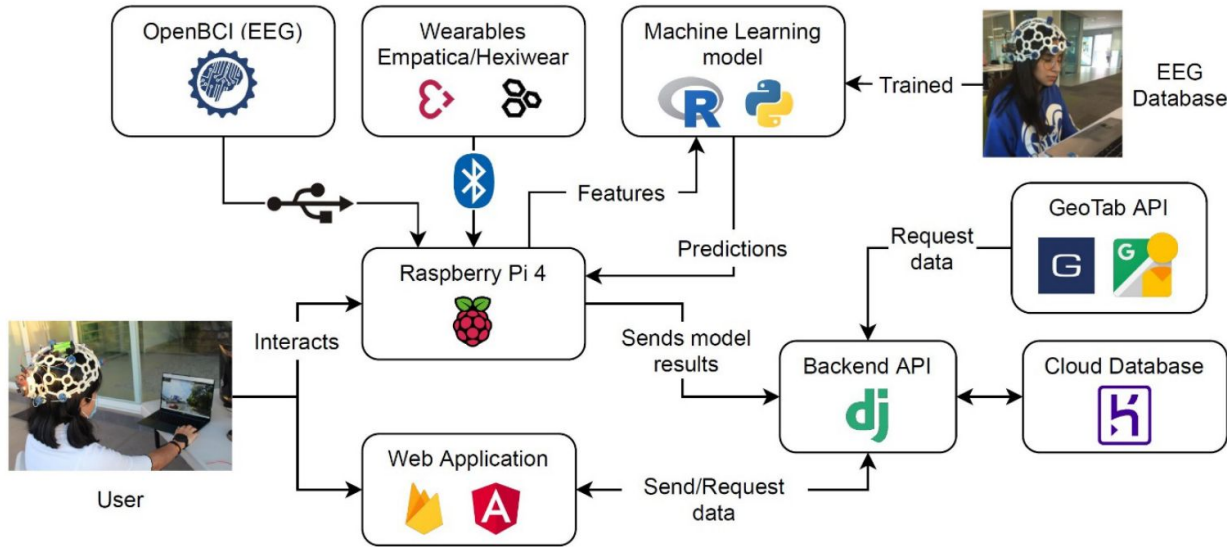 OpenBCI (EEG)
Wearables
Empatica/Hexiwear
Machine Learning
model
R
Trained
EEG
Database
Features
Predictions
GeoTab API
G
G
Request
data
Raspberry Pi 4
Interacts
Sends model
results
Backend API
dj
Cloud Database
User
Web Application
A
Send/Request
data